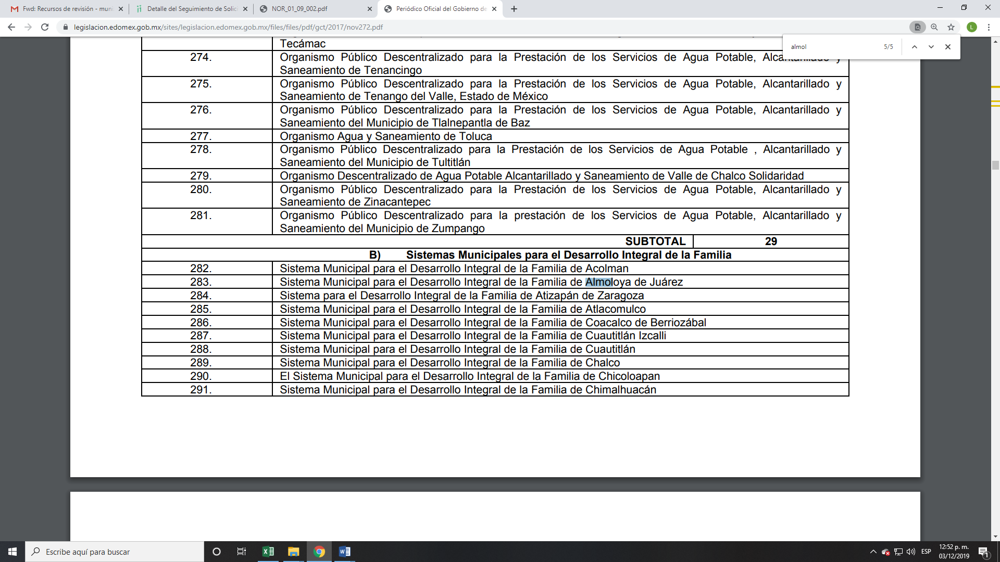 Fwd: Recursos de revisión - muni
Detalle del Seguimiento de Solici
NOR_01_09_002.pdf
Periódico Oficial del Gobierno de
legislacion.edomex.gob.mx/sites/legislacion.edomex.gob.mx/files/files/pdf/gct/2017/nov272.pdf
L
almol
5/5
Tecámac
274.
Organismo Público Descentralizado para la Prestación de los Servicios de Agua Potable, Alcantarillado y
Saneamiento de Tenancingo
275.
Organismo Público Descentralizado para la Prestación de los Servicios de Agua Potable, Alcantarillado y
Saneamiento de Tenango del Valle, Estado de México
276.
Organismo Público Descentralizado para la Prestación de los Servicios de Agua Potable, Alcantarillado y
Saneamiento del Municipio de Tlalnepantla de Baz
277.
Organismo Agua y Saneamiento de Toluca
278.
Organismo Público Descentralizado para la Prestación de los Servicios de Agua Potable , Alcantarillado y
Saneamiento del Municipio de Tultitlán
279.
Organismo Descentralizado de Agua Potable Alcantarillado y Saneamiento de Valle de Chalco Solidaridad
280.
Organismo Público Descentralizado para la Prestación de los Servicios de Agua Potable, Alcantarillado y
Saneamiento de Zinacantepec
281.
Organismo Público Descentralizado para la prestación de los Servicios de Agua Potable, Alcantarillado y
Saneamiento del Municipio de Zumpango
SUBTOTAL 29
B) Sistemas Municipales para el Desarrollo Integral de la Familia
282.
Sistema Municipal para el Desarrollo Integral de la Familia de Acolman
283.
Sistema Municipal para el Desarrollo Integral de la Familia de Almoloya de Juárez
284.
Sistema para el Desarrollo Integral de la Familia de Atizapán de Zaragoza
285.
Sistema Municipal para el Desarrollo Integral de la Familia de Atlacomulco
286.
Sistema Municipal para el Desarrollo Integral de la Familia de Coacalco de Berriozábal
287.
Sistema Municipal para el Desarrollo Integral de la Familia de Cuautitlán Izcalli
288.
Sistema Municipal para el Desarrollo Integral de la Familia de Cuautitlán
289.
Sistema Municipal para el Desarrollo Integral de la Familia de Chalco
290.
El Sistema Municipal para el Desarrollo Integral de la Familia de Chicoloapan
291.
Sistema Municipal para el Desarrollo Integral de la Familia de Chimalhuacán
Escribe aquí para buscar
ESP
12:52 p. m.
03/12/2019
1